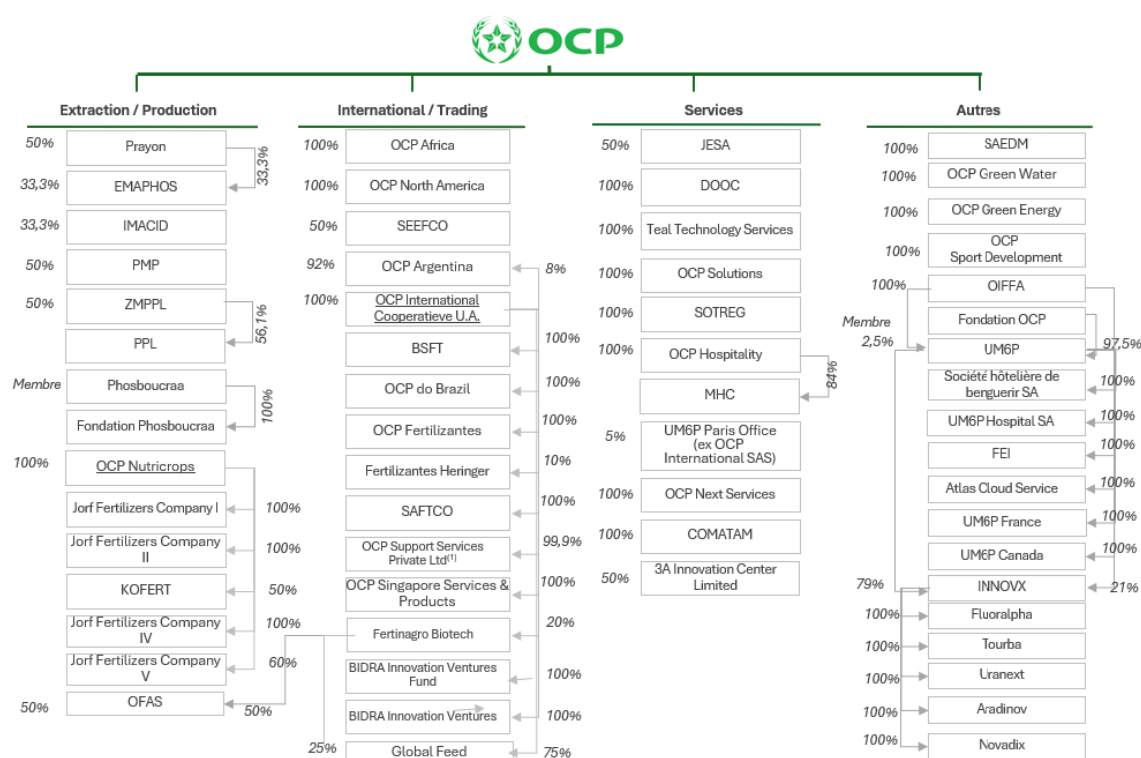 OCP
Extraction / Production
50%
Prayon
33,3%
33,3%
EMAPHOS
33,3%
IMACID
50%
PMP
50%
ZMPPL
56,1%
PPL
Membre
Phosboucraa
100%
Fondation Phosboucraa
100%
OCP Nutricrops
Jorf Fertilizers Company I
100%
Jorf Fertilizers Company
II
100%
KOFERT
50%
Jorf Fertilizers Company
IV
100%
Jorf Fertilizers Company
V
60%
50%
OFAS
50%
International / Trading
100%
OCP Africa
100%
OCP North America
50%
SEEFCO
92%
OCP Argentina
8%
100%
OCP International
Cooperatieve U.A.
BSFT
100%
OCP do Brazil
100%
OCP Fertilizantes
100%
Fertilizantes Heringer
10%
SAFTCO
100%
OCP Support Services
Private Ltd(1)
99,9%
OCP Singapore Services &
Products
100%
Fertinagro Biotech
20%
BIDRA Innovation Ventures
Fund
100%
BIDRA Innovation Ventures
100%
25%
Global Feed
75%
Services
50%
JESA
100%
DOOC
100%
Teal Technology Services
100%
OCP Solutions
100%
SOTREG
100%
OCP Hospitality
84%
MHC
5%
UM6P Paris Office
(ex OCP
International SAS)
100%
OCP Next Services
100%
COMATAM
50%
3A Innovation Center
Limited
Autres
100%
SAEDM
100%
OCP Green Water
100%
OCP Green Energy
100%
OCP
Sport Development
100%
OIFFA
Fondation OCP
Membre
2,5%
UM6P
97,5%
Société hôtelière de
benguerir SA
100%
UM6P Hospital SA
100%
FEI
100%
Atlas Cloud Service
100%
UM6P France
100%
UM6P Canada
100%
79%
INNOVX
21%
100%
Fluoralpha
100%
Tourba
100%
Uranext
100%
Aradinov
100%
Novadix